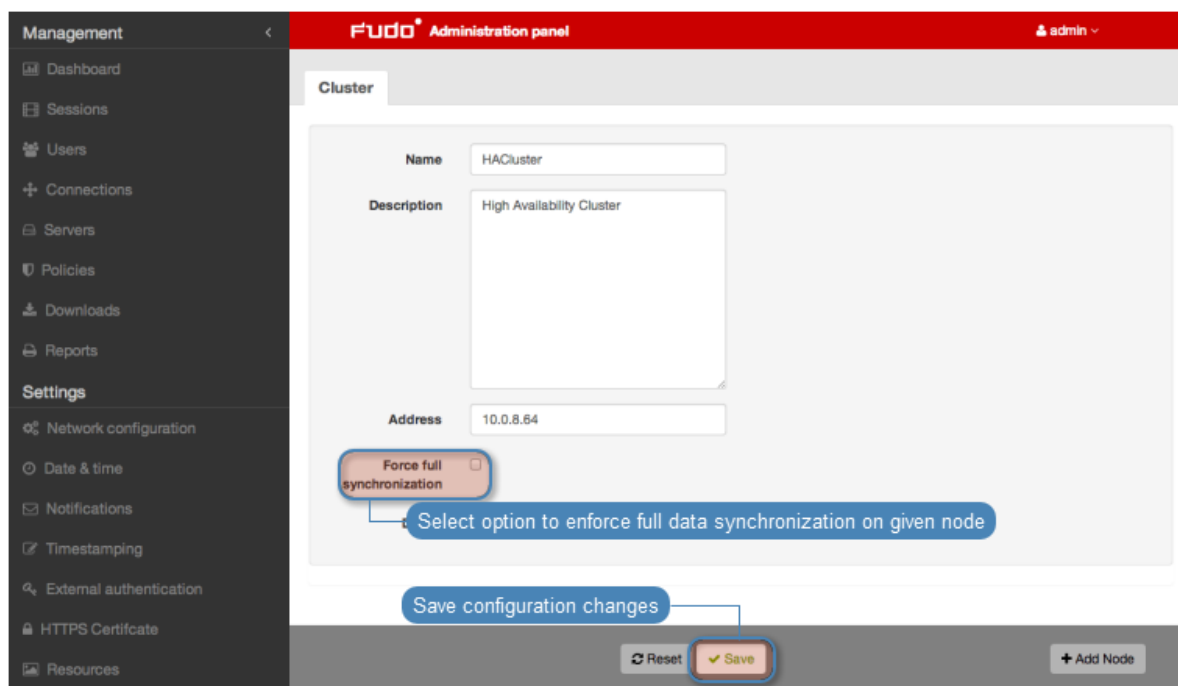 Management
FUDO Administration panel
admin
Dashboard
Sessions
Users
Connections
Servers
Policies
Downloads
Reports
Settings
Network configuration
Date & time
Notifications
Timestamping
External authentication
HTTPS Certifcate
Resources
Cluster
Name
HACluster
Description
High Availability Cluster
Address
10.0.8.64
Force full
synchronization
Select option to enforce full data synchronization on given node
Save configuration changes
Reset
Save
Add Node